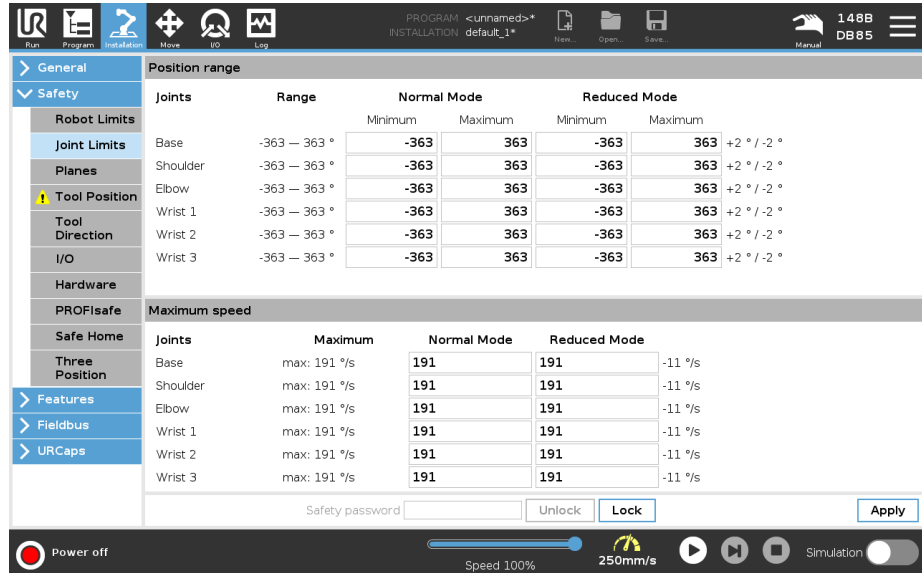 PROGRAM <unnamed>*
INSTALLATION default_1*
Run Program Installation Move I/O Log New... Open... Save... Manual
148B
DB85
General
Safety
Robot Limits
Joint Limits
Planes
Tool Position
Tool
Direction
I/O
Hardware
PROFIsafe
Safe Home
Three
Position
Features
Fieldbus
URCaps
Position range
Joints Range Normal Mode Reduced Mode
Minimum Maximum Minimum Maximum
Base -363 — 363 ° -363 363 -363 363 +2 ° / -2 °
Shoulder -363 — 363 ° -363 363 -363 363 +2 ° / -2 °
Elbow -363 — 363 ° -363 363 -363 363 +2 ° / -2 °
Wrist 1 -363 — 363 ° -363 363 -363 363 +2 ° / -2 °
Wrist 2 -363 — 363 ° -363 363 -363 363 +2 ° / -2 °
Wrist 3 -363 — 363 ° -363 363 -363 363 +2 ° / -2 °
Maximum speed
Joints Maximum Normal Mode Reduced Mode
Base max: 191 °/s 191 191 -11 °/s
Shoulder max: 191 °/s 191 191 -11 °/s
Elbow max: 191 °/s 191 191 -11 °/s
Wrist 1 max: 191 °/s 191 191 -11 °/s
Wrist 2 max: 191 °/s 191 191 -11 °/s
Wrist 3 max: 191 °/s 191 191 -11 °/s
Safety password Unlock Lock Apply
Power off
Speed 100%
250mm/s
Simulation